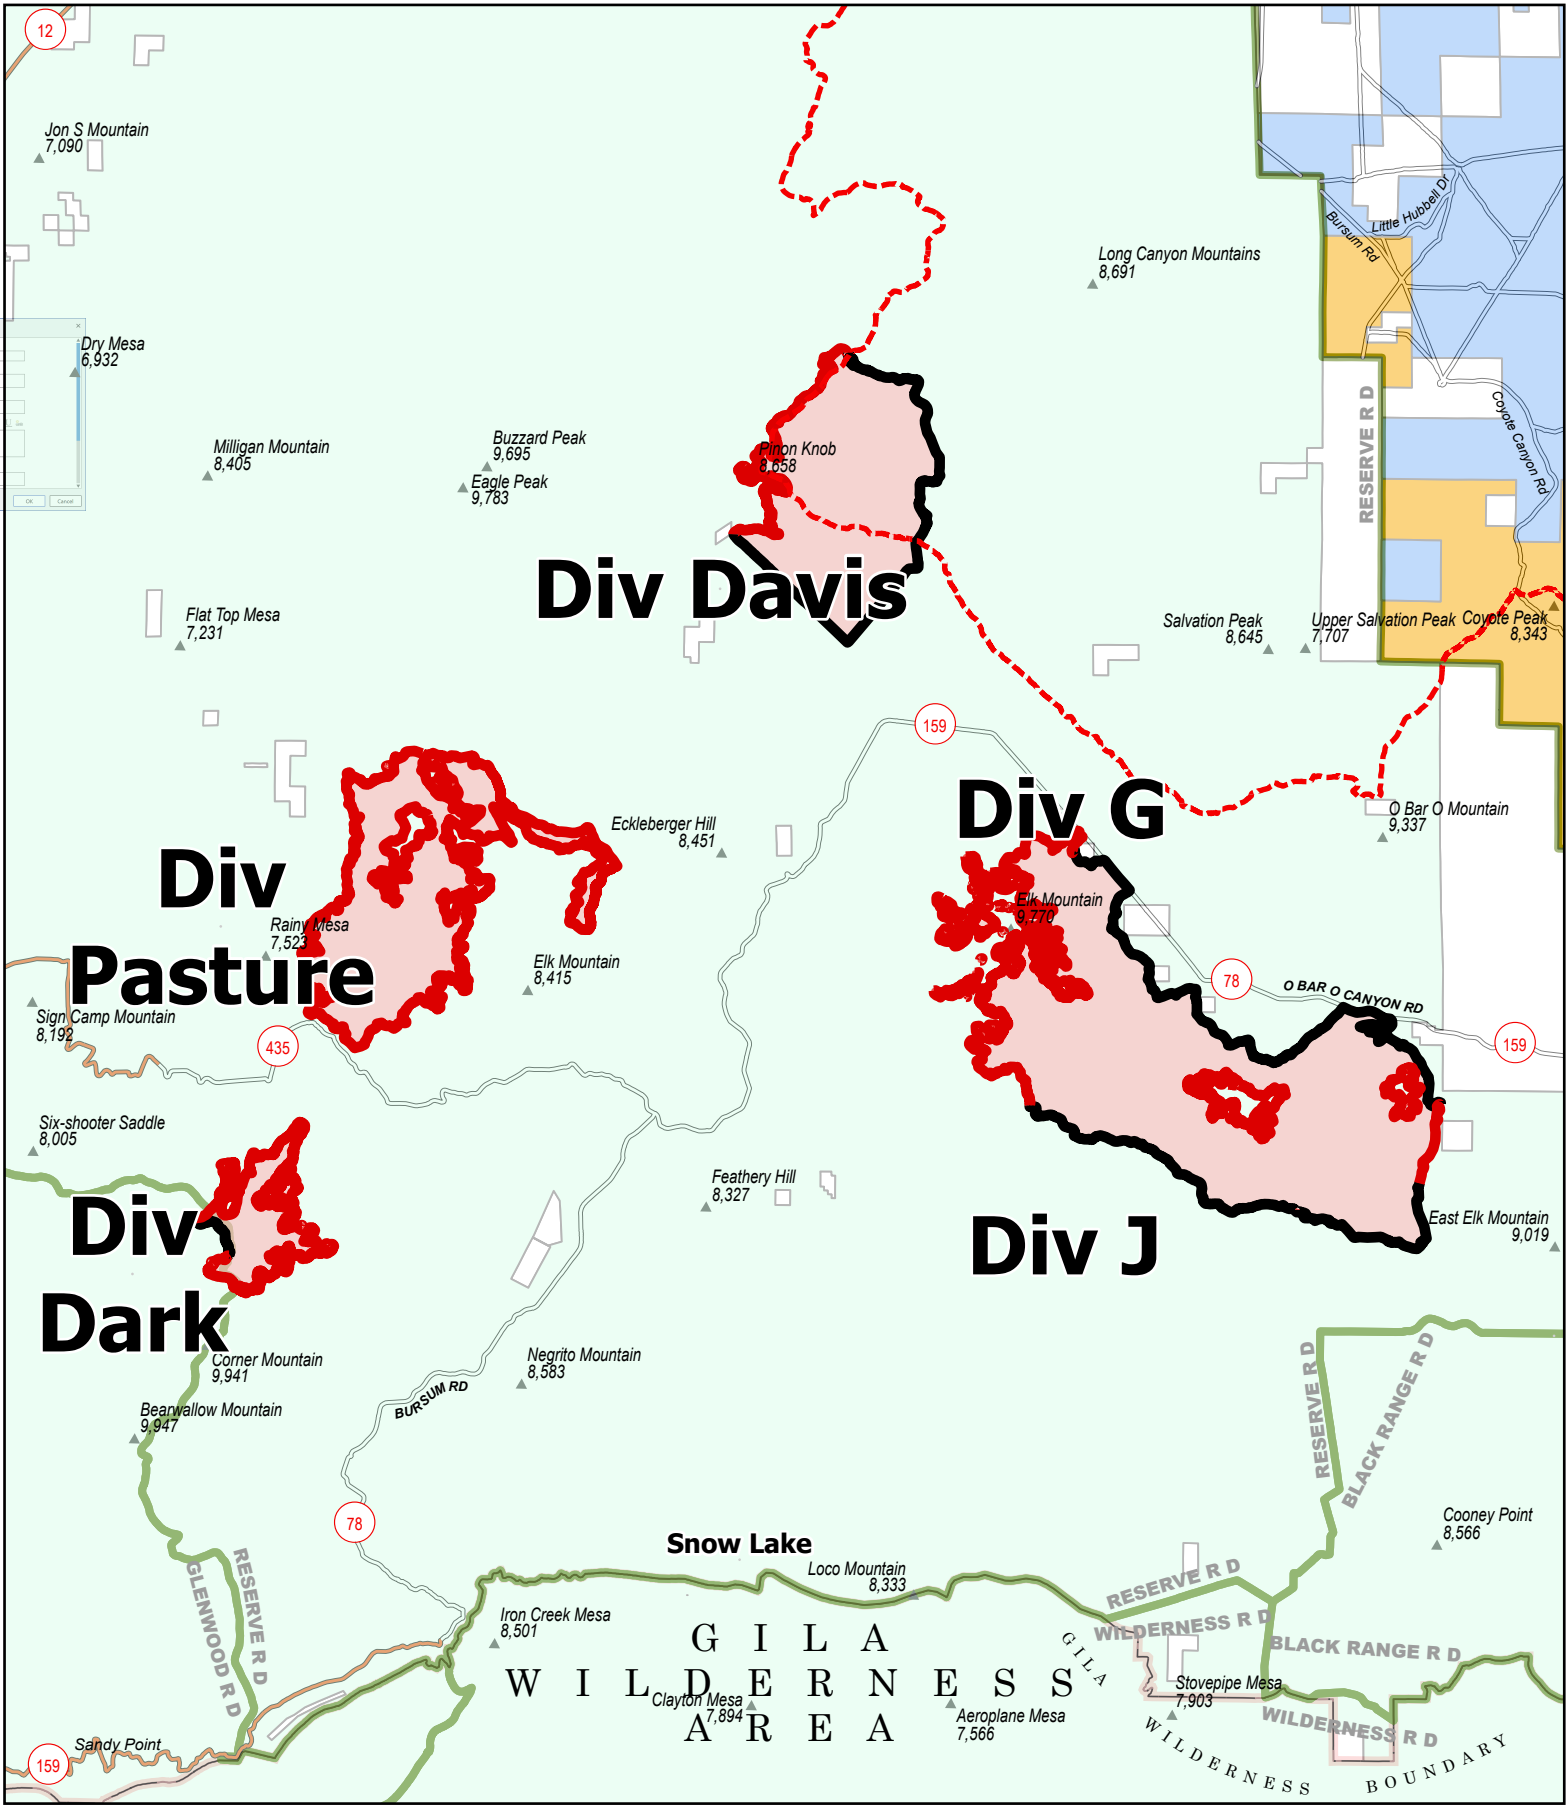 12
Jon S Mountain
7,090
Little Hubbell Dr
Bursum Rd
Long Canyon Mountains
8,691
Dry Mesa
6,932
OK
Cancel
RESERVE R D
Coyote Canyon Rd
Milligan Mountain
8,405
Buzzard Peak
9,695
Eagle Peak
9,783
Pinon Knob
8,658
Div Davis
Flat Top Mesa
7,231
Salvation Peak
8,645
Upper Salvation Peak
7,707
Coyote Peak
8,343
159
Div G
O Bar O Mountain
9,337
Eckleberger Hill
8,451
Div
Pasture
Rainy Mesa
7,523
Elk Mountain
9,770
Elk Mountain
8,415
78
O BAR O CANYON RD
159
Sign Camp Mountain
8,192
435
Six-shooter Saddle
8,005
Feathery Hill
8,327
Div
Dark
Div J
East Elk Mountain
9,019
Corner Mountain
9,941
Negrito Mountain
8,583
BURSUM RD
Bearwallow Mountain
9,947
RESERVE R D
BLACK RANGE R D
78
Cooney Point
8,566
Snow Lake
Loco Mountain
8,333
GLENWOOD R D
RESERVE R D
RESERVE R D
WILDERNESS R D
BLACK RANGE R D
Iron Creek Mesa
8,501
GILA
WILDERNESS
AREA
Clayton Mesa
7,894
Aeroplane Mesa
7,566
Stovepipe Mesa
7,903
WILDERNESS R D
GILA
WILDERNESS
BOUNDARY
Sandy Point
159